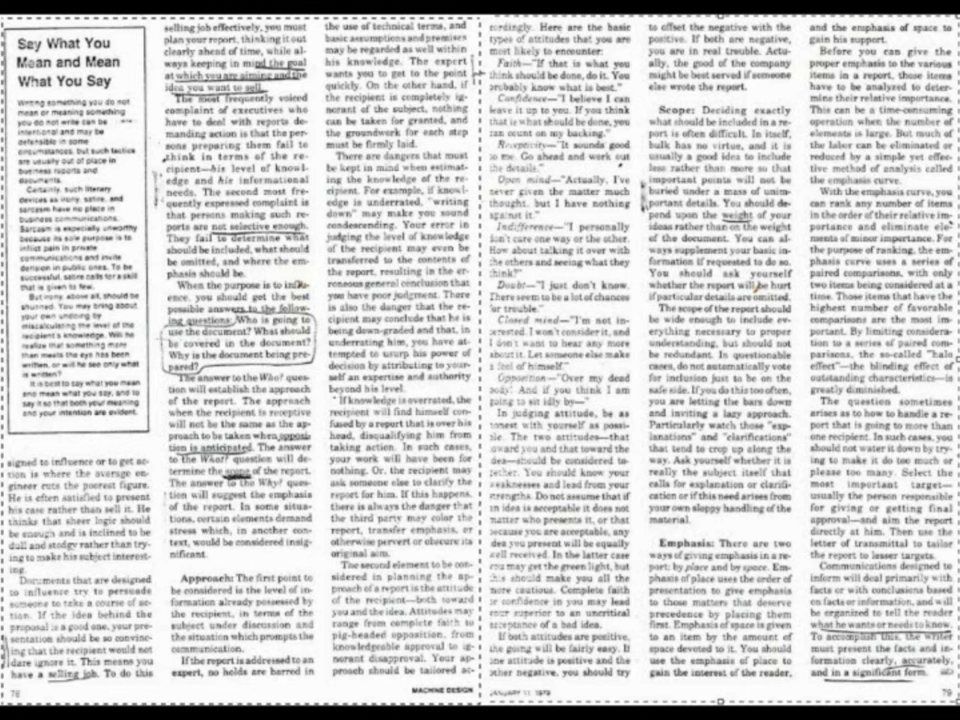 Say What You
Mean and Mean
What You Say
Writing something you do not
mean or meaning something
you do not write can be
intentional and may be
defensible in some
circumstances, but such tactics
are usually out of place in
business reports and
documents.
Certainly, such literary
devices as irony, satire, and
sarcasm have no place in
business communications.
Sarcasm is especially unworthy
because its sole purpose is to
inflict pain in private
communications and invite
derision in public ones. To be
successful, satire calls for a skill
that is given to few.
But irony, above all, should be
shunned. You may bring about
your own undoing by
miscalculating the level of the
recipient's knowledge. Will he
realize that something more
than meets the eye has been
written, or will he see only what
is written?
It is best to say what you mean
and mean what you say, and to
say it so that both your meaning
and your intention are evident.
signed to influence or to get ac-
tion is where the average en-
gineer cuts the poorest figure.
He is often satisfied to present
his case rather than sell it. He
thinks that sheer logic should
be enough and is inclined to be
dull and stodgy rather than try-
ing to make his subject interest-
ing.
Documents that are designed
to influence try to persuade
someone to take a course of ac-
tion. If the idea behind the
proposal is a good one, your pre-
sentation should be so convinc-
ing that the recipient would not
dare ignore it. This means you
have a selling job. To do this
76
selling job effectively, you must
plan your report, thinking it out
clearly ahead of time, while al-
ways keeping in mind the goal
at which you are aiming and the
idea you want to sell.
The most frequently voiced
complaint of executives who
have to deal with reports de-
manding action is that the per-
sons preparing them fail to
think in terms of the re-
cipient—his level of knowl-
edge and his informational
needs. The second most fre-
quently expressed complaint is
that persons making such re-
ports are not selective enough.
They fail to determine what
should be included, what should
be omitted, and where the em-
phasis should be.
When the purpose is to influ-
ence, you should get the best
possible answers to the follow-
ing questions: Who is going to
use the document? What should
be covered in the document?
Why is the document being pre-
pared?
The answer to the Who? ques-
tion will establish the approach
of the report. The approach
when the recipient is receptive
will not be the same as the ap-
proach to be taken when opposi-
tion is anticipated. The answer
to the What? question will de-
termine the scope of the report.
The answer to the Why? ques-
tion will suggest the emphasis
of the report. In some situa-
tions, certain elements demand
stress which, in another con-
text, would be considered insig-
nificant.
Approach: The first point to
be considered is the level of in-
formation already possessed by
the recipient, in terms of the
subject under discussion and
the situation which prompts the
communication.
If the report is addressed to an
expert, no holds are barred in
the use of technical terms, and
basic assumptions and premises
may be regarded as well within
his knowledge. The expert
wants you to get to the point
quickly. On the other hand, if
the recipient is completely ig-
norant of the subject, nothing
can be taken for granted, and
the groundwork for each step
must be firmly laid.
There are dangers that must
be kept in mind when estimat-
ing the knowledge of the re-
cipient. For example, if knowl-
edge is underrated, "writing
down" may make you sound
condescending. Your error in
judging the level of knowledge
of the recipient may even be
transferred to the contents of
the report, resulting in the er-
roneous general conclusion that
you have poor judgment. There
is also the danger that the re-
cipient may conclude that he is
being down-graded and that, in
underrating him, you have at-
tempted to usurp his power of
decision by attributing to your-
self an expertise and authority
beyond his level.
If knowledge is overrated, the
recipient will find himself con-
fused by a report that is over his
head, disqualifying him from
taking action. In such cases,
your work will have been for
nothing. Or, the recipient may
ask someone else to clarify the
report for him. If this happens,
there is always the danger that
the third party may color the
report, transfer emphasis, or
otherwise pervert or obscure its
original aim.
The second element to be con-
sidered in planning the ap-
proach of a report is the attitude
of the recipient—both toward
you and the idea. Attitudes may
range from complete faith to
pig-headed opposition, from
knowledgeable approval to ig-
norant disapproval. Your ap-
proach should be tailored ac-
MACHINE DESIGN
cordingly. Here are the basic
types of attitudes that you are
most likely to encounter:
Faith—"If that is what you
think should be done, do it. You
probably know what is best."
Confidence—"I believe I can
leave it up to you. If you think
that is what should be done, you
can count on my backing."
Receptivity—"It sounds good
to me. Go ahead and work out
the details."
Open mind—"Actually, I've
never given the matter much
thought, but I have nothing
against it."
Indifference—"I personally
don't care one way or the other.
How about talking it over with
the others and seeing what they
think?"
Doubt—"I just don't know.
There seem to be a lot of chances
for trouble."
Closed mind—"I'm not in-
terested. I won't consider it, and
I don't want to hear any more
about it. Let someone else make
a fool of himself."
Opposition—"Over my dead
body! And if you think I am
going to sit idly by—"
In judging attitude, be as
honest with yourself as possi-
ble. The two attitudes—that
toward you and that toward the
idea—should be considered to-
gether. You should know your
weaknesses and lead from your
strengths. Do not assume that if
an idea is acceptable it does not
matter who presents it, or that
because you are acceptable, any
idea you present will be equally
well received. In the latter case
you may get the green light, but
this should make you all the
more cautious. Complete faith
or confidence in you may lead
a superior to an uncritical
acceptance of a bad idea.
If both attitudes are positive,
the going will be fairly easy. If
one attitude is positive and the
other negative, you should try
JANUARY 11, 1979
to offset the negative with the
positive. If both are negative,
you are in real trouble. Actu-
ally, the good of the company
might be best served if someone
else wrote the report.
Scope: Deciding exactly
what should be included in a re-
port is often difficult. In itself,
bulk has no virtue, and it is
usually a good idea to include
less rather than more so that
important points will not be
buried under a mass of unim-
portant details. You should de-
pend upon the weight of your
ideas rather than on the weight
of the document. You can al-
ways supplement your basic in-
formation if requested to do so.
You should ask yourself
whether the report will be hurt
if particular details are omitted.
The scope of the report should
be wide enough to include ev-
erything necessary to proper
understanding, but should not
be redundant. In questionable
cases, do not automatically vote
for inclusion just to be on the
safe side. If you do this too often,
you are letting the bars down
and inviting a lazy approach.
Particularly watch those "exp-
lanations" and "clarifications"
that tend to crop up along the
way. Ask yourself whether it is
really the subject itself that
calls for explanation or clarifi-
cation or if this need arises from
your own sloppy handling of the
material.
Emphasis: There are two
ways of giving emphasis in a re-
port: by place and by space. Em-
phasis of place uses the order of
presentation to give emphasis
to those matters that deserve
precedence by placing them
first. Emphasis of space is given
to an item by the amount of
space devoted to it. You should
use the emphasis of place to
gain the interest of the reader,
and the emphasis of space to
gain his support.
Before you can give the
proper emphasis to the various
items in a report, those items
have to be analyzed to deter-
mine their relative importance.
This can be a time-consuming
operation when the number of
elements is large. But much of
the labor can be eliminated or
reduced by a simple yet effec-
tive method of analysis called
the emphasis curve.
With the emphasis curve, you
can rank any number of items
in the order of their relative im-
portance and eliminate ele-
ments of minor importance. For
the purpose of ranking, the em-
phasis curve uses a series of
paired comparisons, with only
two items being considered at a
time. Those items that have the
highest number of favorable
comparisons are the most im-
portant. By limiting considera-
tion to a series of paired com-
parisons, the so-called "halo
effect"—the blinding effect of
outstanding characteristics—is
greatly diminished.
The question sometimes
arises as to how to handle a re-
port that is going to more than
one recipient. In such cases, you
should not water it down by try-
ing to make it do too much or
please too many. Select the
most important target—
usually the person responsible
for giving or getting final
approval—and aim the report
directly at him. Then use the
letter of transmittal to tailor
the report to lesser targets.
Communications designed to
inform will deal primarily with
facts or with conclusions based
on facts or information, and will
be organized to tell the reader
what he wants or needs to know.
To accomplish this, the writer
must present the facts and in-
formation clearly, accurately,
and in a significant form.
79